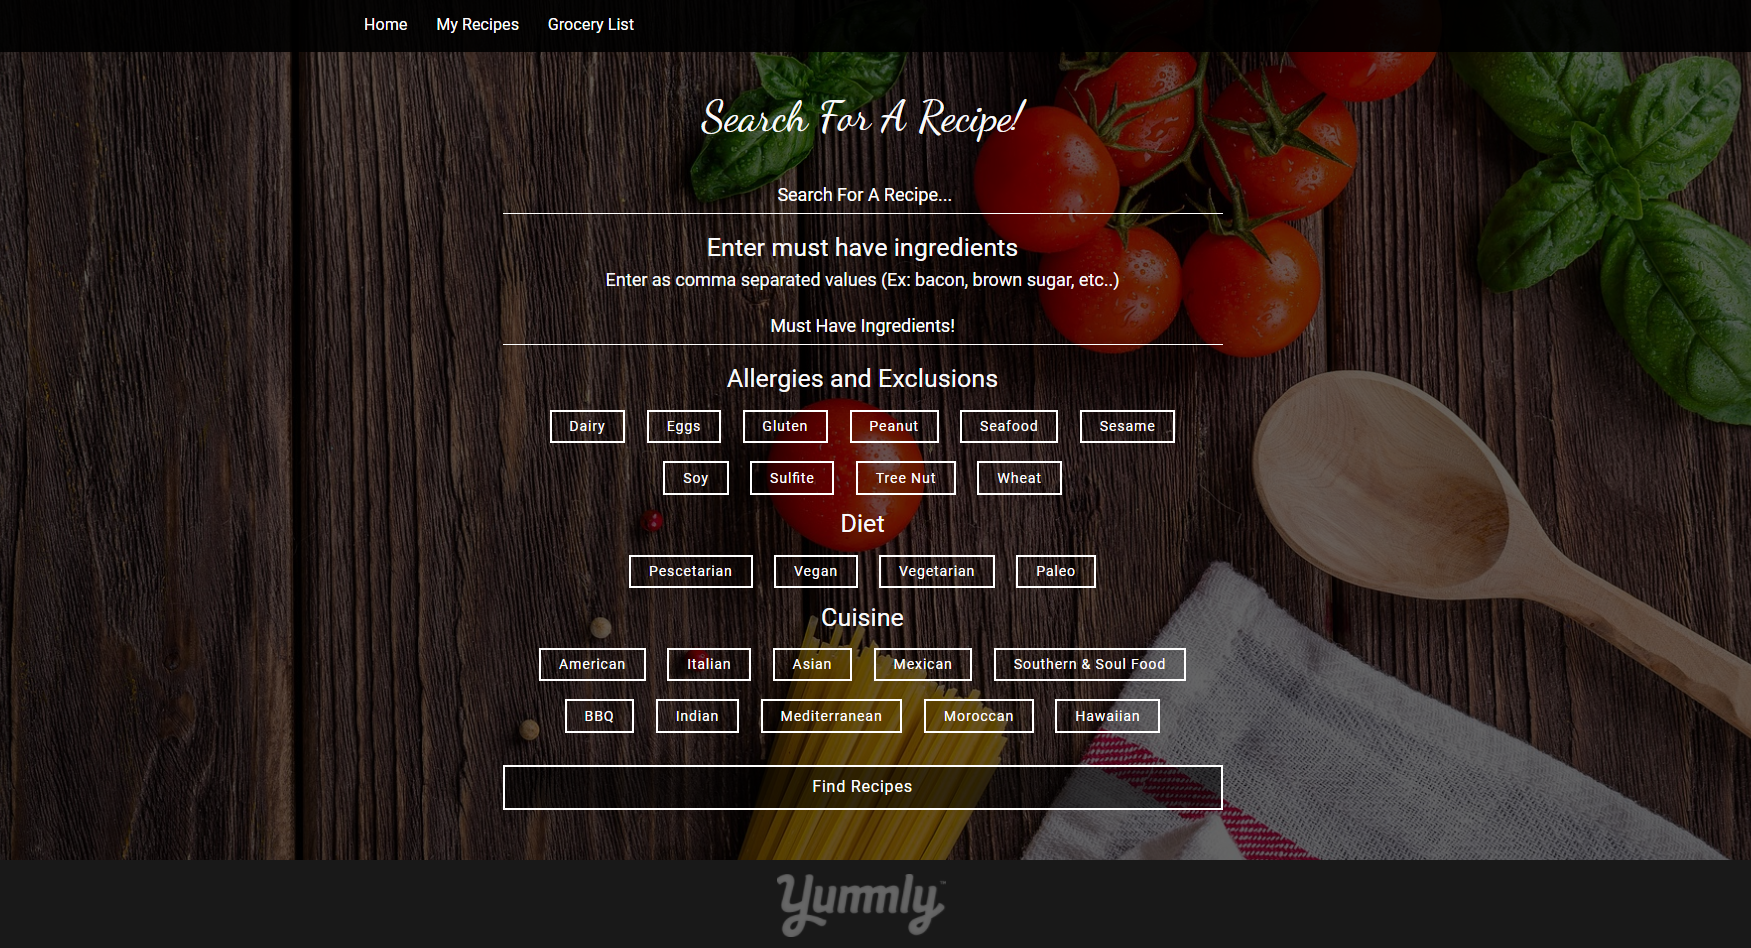 Home My Recipes Grocery List
Search For A Recipe!
Search For A Recipe...
Enter must have ingredients
Enter as comma separated values (Ex: bacon, brown sugar, etc..)
Must Have Ingredients!
Allergies and Exclusions
Dairy Eggs Gluten Peanut Seafood Sesame
Soy Sulfite Tree Nut Wheat
Diet
Pescetarian Vegan Vegetarian Paleo
Cuisine
American Italian Asian Mexican Southern & Soul Food
BBQ Indian Mediterranean Moroccan Hawaiian
Find Recipes
Yummly™